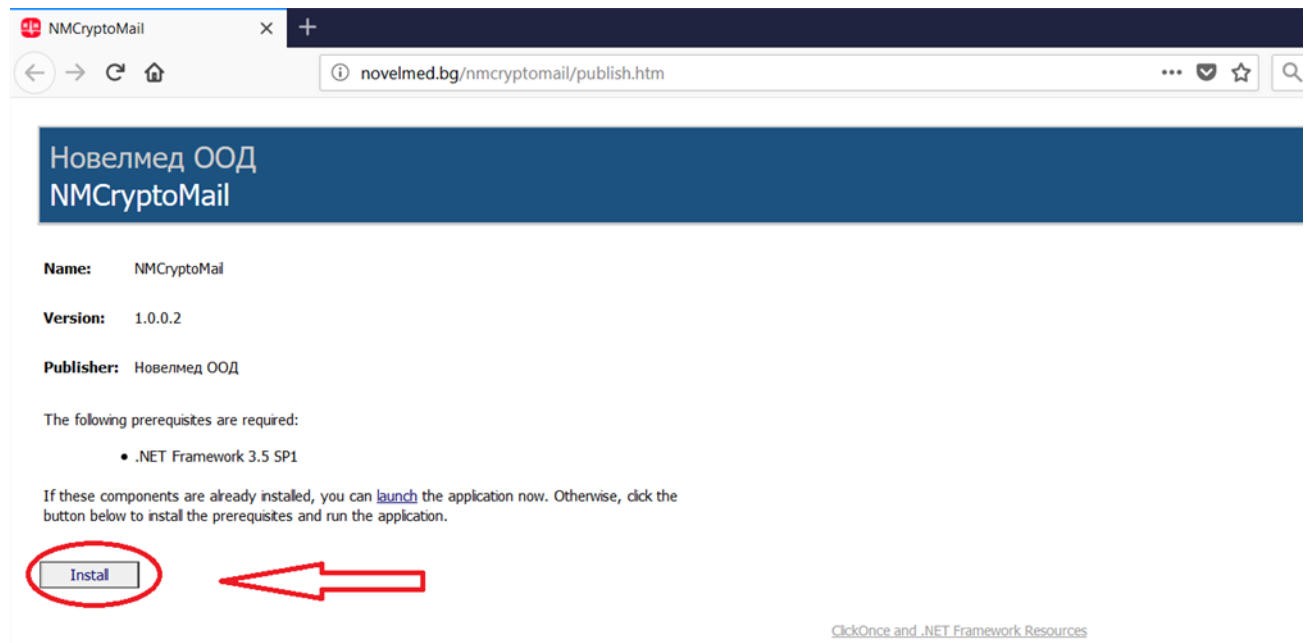 NMCryptoMail
novelmed.bg/nmcryptomail/publish.htm
Новелмед ООД
NMCryptoMail
Name: NMCryptoMail
Version: 1.0.0.2
Publisher: Новелмед ООД
The following prerequisites are required:
• .NET Framework 3.5 SP1
If these components are already installed, you can launch the application now. Otherwise, click the
button below to install the prerequisites and run the application.
Install
ClickOnce and .NET Framework Resources